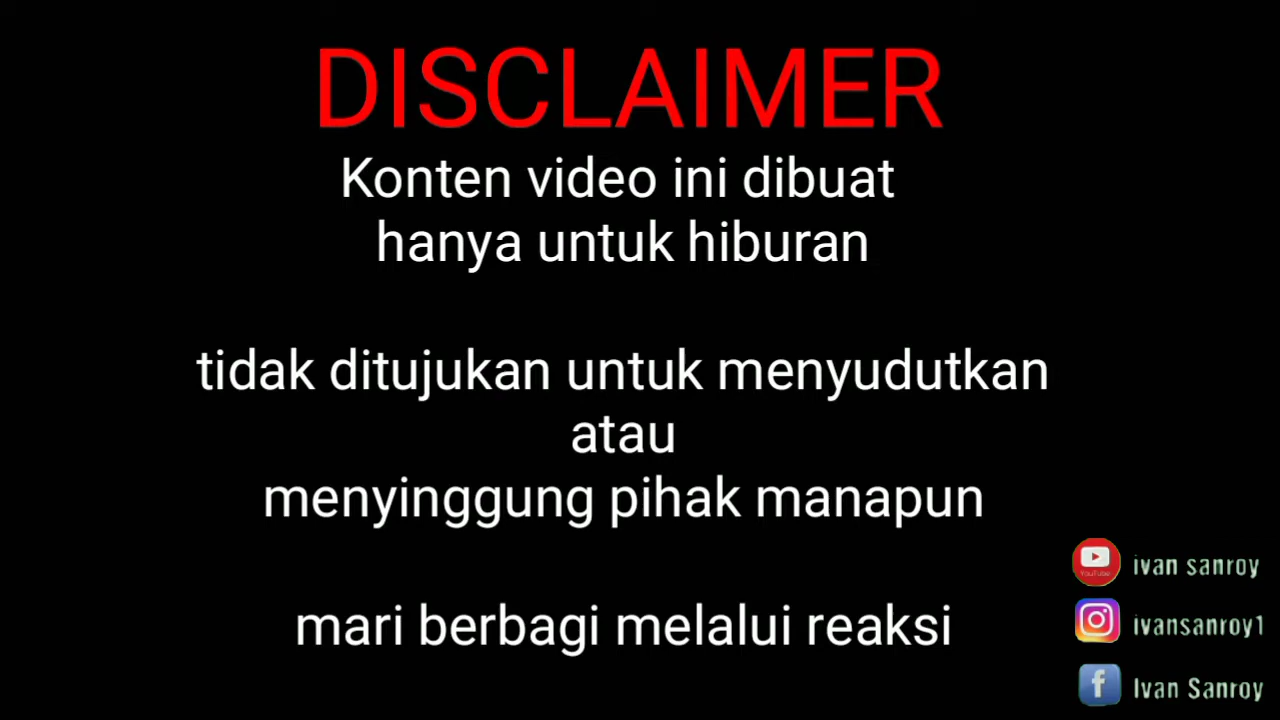 DISCLAIMER
Konten video ini dibuat
hanya untuk hiburan
tidak ditujukan untuk menyudutkan
atau
menyinggung pihak manapun
mari berbagi melalui reaksi
YouTube
ivan sanroy
ivansanroy1
Ivan Sanroy